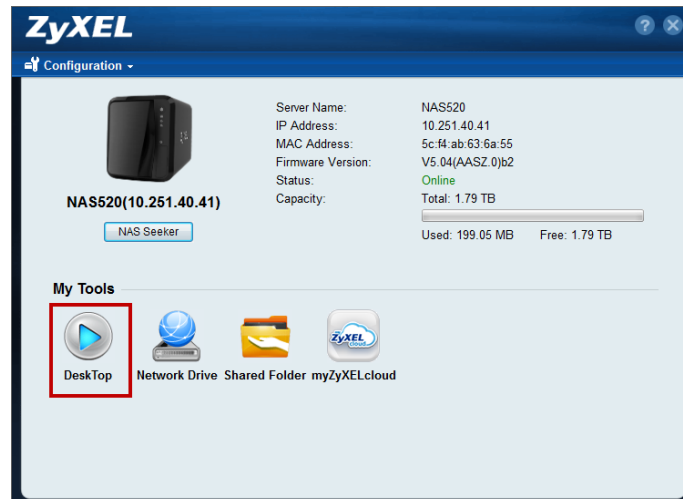 ZyXEL
Configuration
Server Name: NAS520
IP Address: 10.251.40.41
MAC Address: 5c:f4:ab:63:6a:55
Firmware Version: V5.04(AASZ.0)b2
Status: Online
Capacity: Total: 1.79 TB
Used: 199.05 MB Free: 1.79 TB
NAS520(10.251.40.41)
NAS Seeker
My Tools
ZyXEL
cloud
DeskTop Network Drive Shared Folder myZyXELcloud